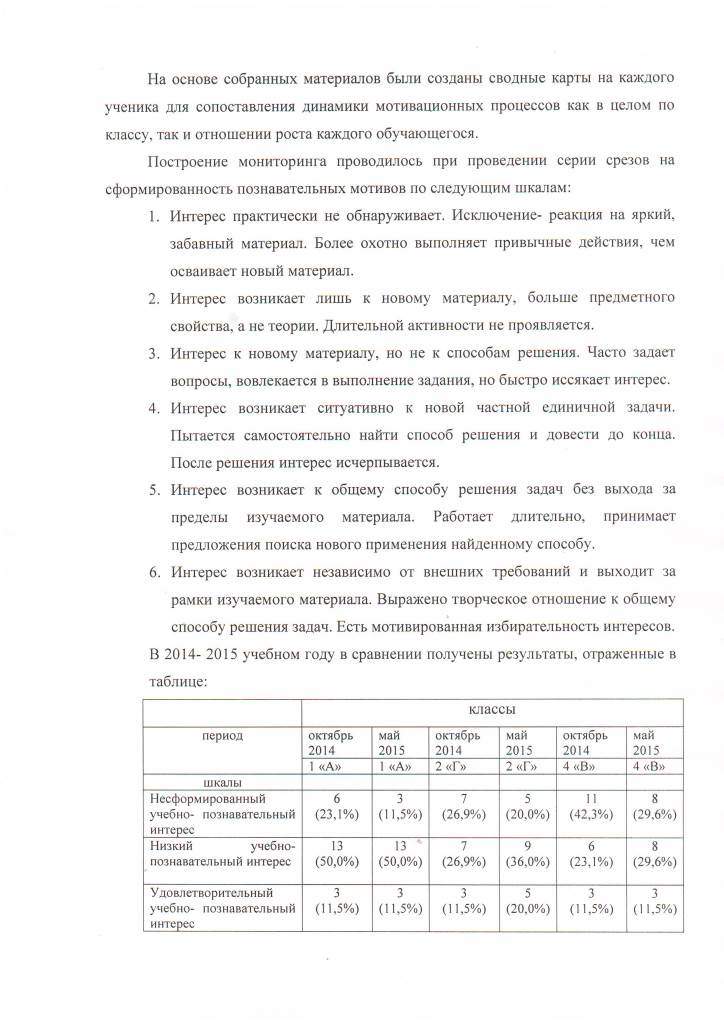 На основе собранных материалов были созданы сводные карты на каждого
ученика для сопоставления динамики мотивационных процессов как в целом по
классу, так и отношении роста каждого обучающегося.
Построение мониторинга проводилось при проведении серии срезов на
сформированность познавательных мотивов по следующим шкалам:
1. Интерес практически не обнаруживает. Исключение- реакция на яркий,
забавный материал. Более охотно выполняет привычные действия, чем
осваивает новый материал.
2. Интерес возникает лишь к новому материалу, больше предметного
свойства, а не теории. Длительной активности не проявляется.
3. Интерес к новому материалу, но не к способам решения. Часто задает
вопросы, вовлекается в выполнение задания, но быстро иссякает интерес.
4. Интерес возникает ситуативно к новой частной единичной задачи.
Пытается самостоятельно найти способ решения и довести до конца.
После решения интерес исчерпывается.
5. Интерес возникает к общему способу решения задач без выхода за
пределы изучаемого материала. Работает длительно, принимает
предложения поиска нового применения найденному способу.
6. Интерес возникает независимо от внешних требований и выходит за
рамки изучаемого материала. Выражено творческое отношение к общему
способу решения задач. Есть мотивированная избирательность интересов.
В 2014- 2015 учебном году в сравнении получены результаты, отраженные в
таблице:
классы
период октябрь май октябрь май октябрь май
2014 2015 2014 2015 2014 2015
1 «А» 1 «А» 2 «Г» 2 «Г» 4 «В» 4 «В»
шкалы
Несформированный 6 3 7 5 11 8
учебно- познавательный (23,1%) (11,5%) (26,9%) (20,0%) (42,3%) (29,6%)
интерес
Низкий учебно- 13 13 7 9 6 8
познавательный интерес (50,0%) (50,0%) (26,9%) (36,0%) (23,1%) (29,6%)
Удовлетворительный 3 3 3 5 3 3
учебно- познавательный (11,5%) (11,5%) (11,5%) (20,0%) (11,5%) (11,5%)
интерес